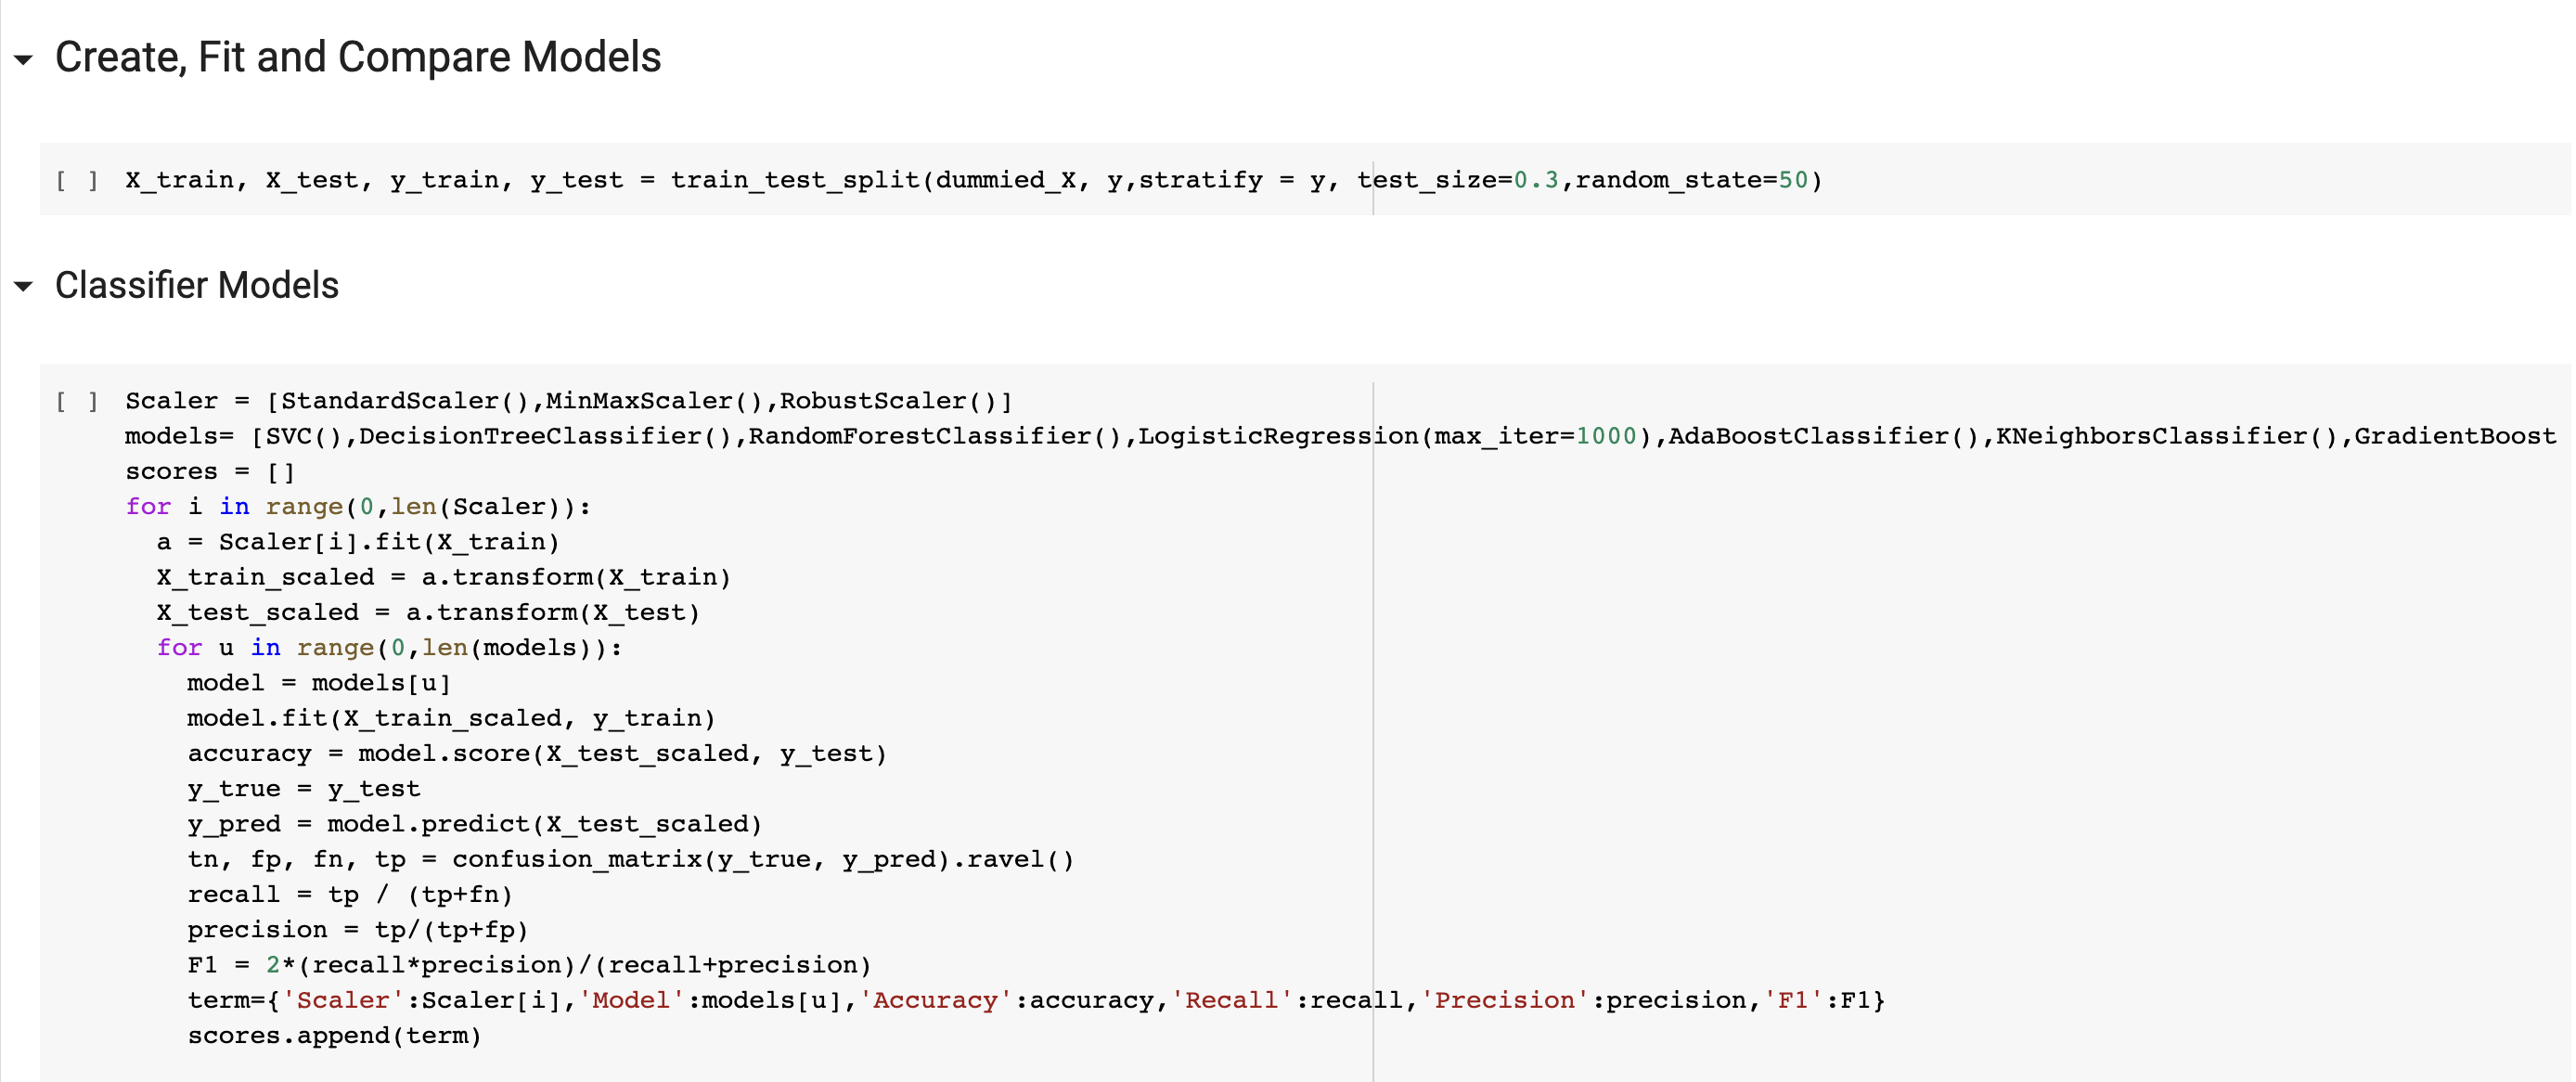 Create, Fit and Compare Models
[ ] X_train, X_test, y_train, y_test = train_test_split(dummied_X, y,stratify = y, test_size=0.3,random_state=50)
Classifier Models
[ ] Scaler = [StandardScaler(),MinMaxScaler(),RobustScaler()]
models= [SVC(),DecisionTreeClassifier(),RandomForestClassifier(),LogisticRegression(max_iter=1000),AdaBoostClassifier(),KNeighborsClassifier(),GradientBoost
scores = []
for i in range(0,len(Scaler)):
  a = Scaler[i].fit(X_train)
  X_train_scaled = a.transform(X_train)
  X_test_scaled = a.transform(X_test)
  for u in range(0,len(models)):
    model = models[u]
    model.fit(X_train_scaled, y_train)
    accuracy = model.score(X_test_scaled, y_test)
    y_true = y_test
    y_pred = model.predict(X_test_scaled)
    tn, fp, fn, tp = confusion_matrix(y_true, y_pred).ravel()
    recall = tp / (tp+fn)
    precision = tp/(tp+fp)
    F1 = 2*(recall*precision)/(recall+precision)
    term={'Scaler':Scaler[i],'Model':models[u],'Accuracy':accuracy,'Recall':recall,'Precision':precision,'F1':F1}
    scores.append(term)